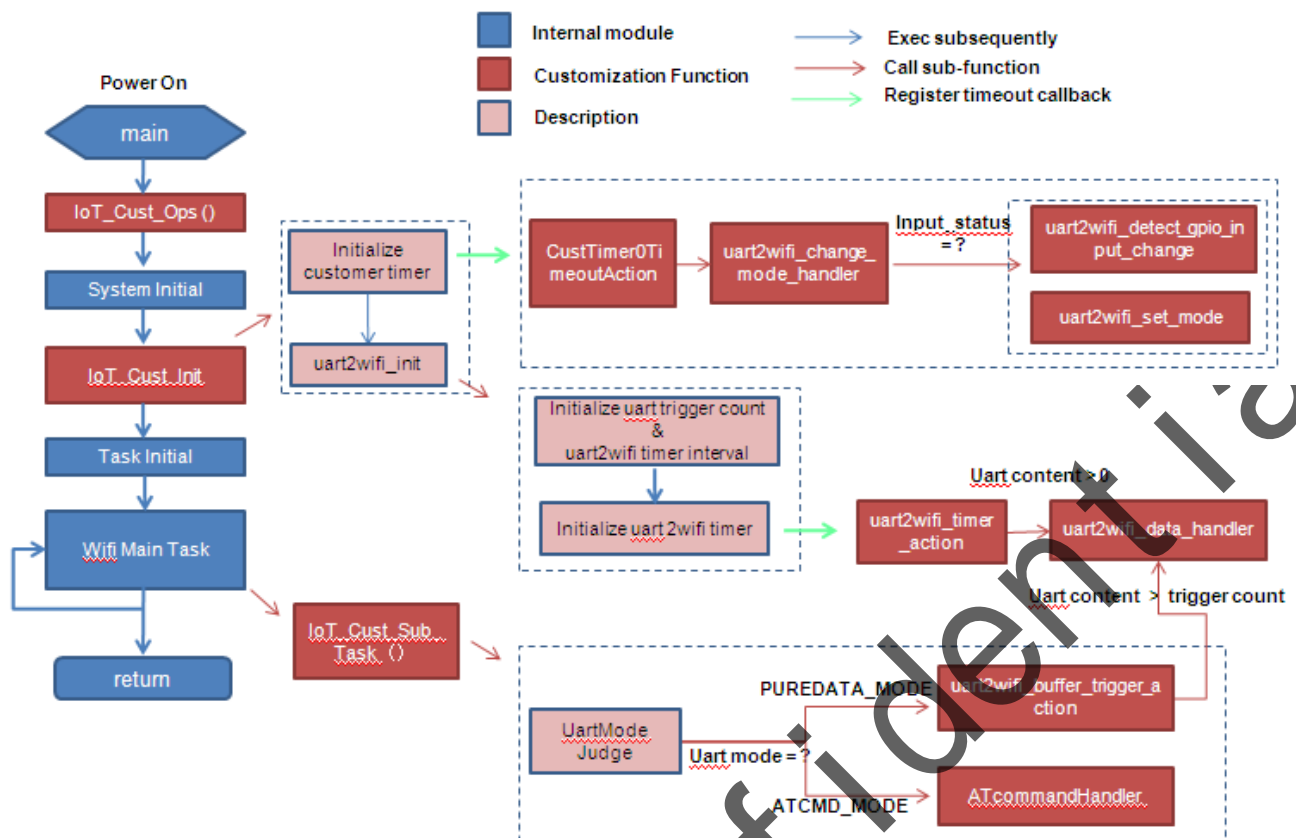 Internal module
Exec subsequently
Customization Function
Call sub-function
Register timeout callback
Description
Power On
main
IoT_Cust_Ops ()
System Initial
IoT_Cust_Init
Task Initial
Wifi Main Task
return
Initialize
customer timer
uart2wifi_init
CustTimer0Ti
meoutAction
uart2wifi_change_
mode_handler
Input_status
= ?
uart2wifi_detect_gpio_in
put_change
uart2wifi_set_mode
Initialize uart trigger count
&
uart2wifi timer interval
Initialize uart 2wifi timer
uart2wifi_timer
_action
Uart content > 0
uart2wifi_data_handler
Uart content > trigger count
IoT_Cust_Sub_
Task ()
UartMode
Judge
Uart mode = ?
PUREDATA_MODE
uart2wifi_buffer_trigger_a
ction
ATCMD_MODE
ATcommandHandler
fidentia